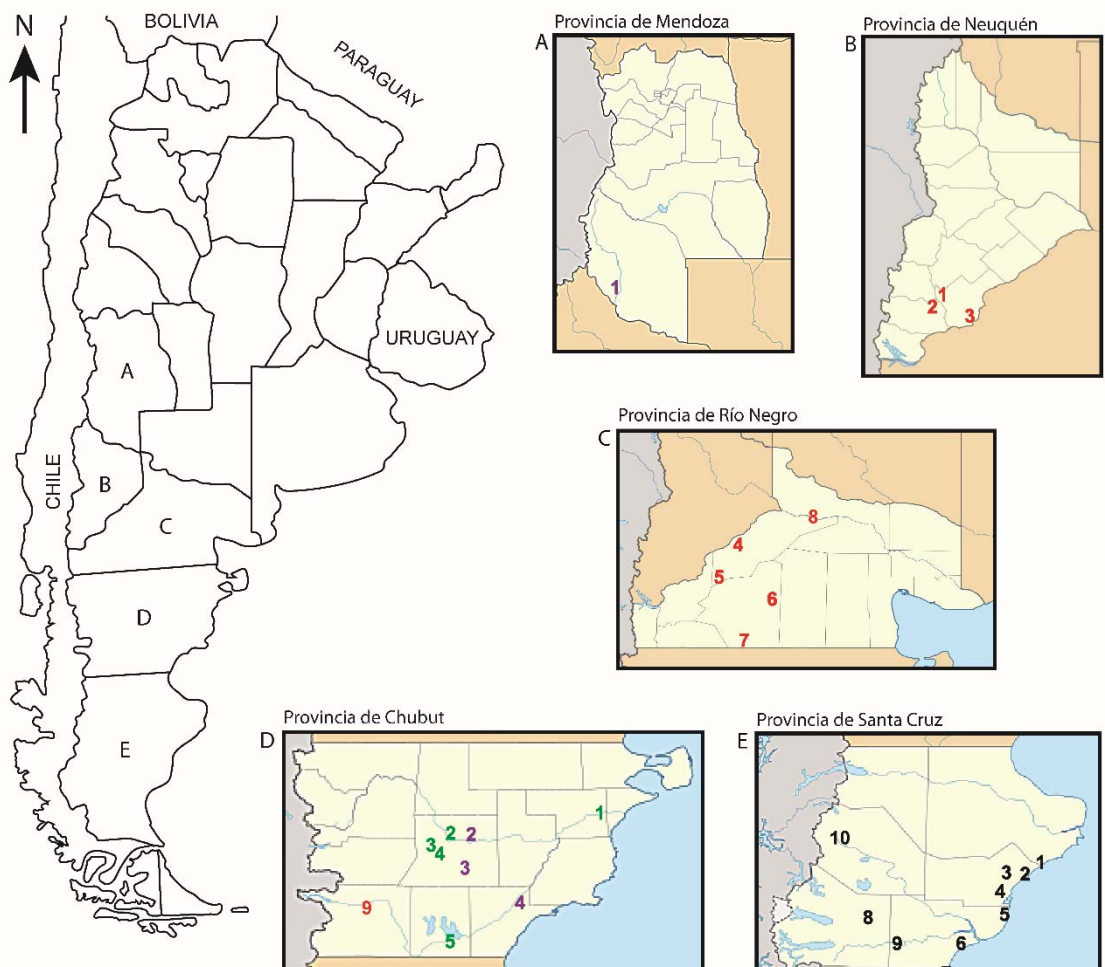 N
BOLIVIA
PARAGUAY
URUGUAY
CHILE
A
B
C
D
E
Provincia de Mendoza
A
1
Provincia de Neuquén
B
1
2
3
Provincia de Río Negro
C
8
4
5
6
7
Provincia de Chubut
D
1
2 2
3
4
3
9
4
5
Provincia de Santa Cruz
E
10
1
3 2
4
5
8
9 6